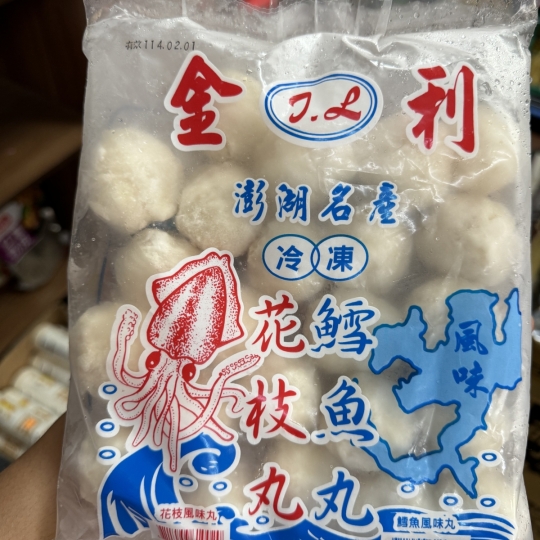 有效114.02.01
金 J.L 利
澎湖名產
冷凍
花枝丸
鱈魚丸
風味
花枝風味丸
鱈魚風味丸